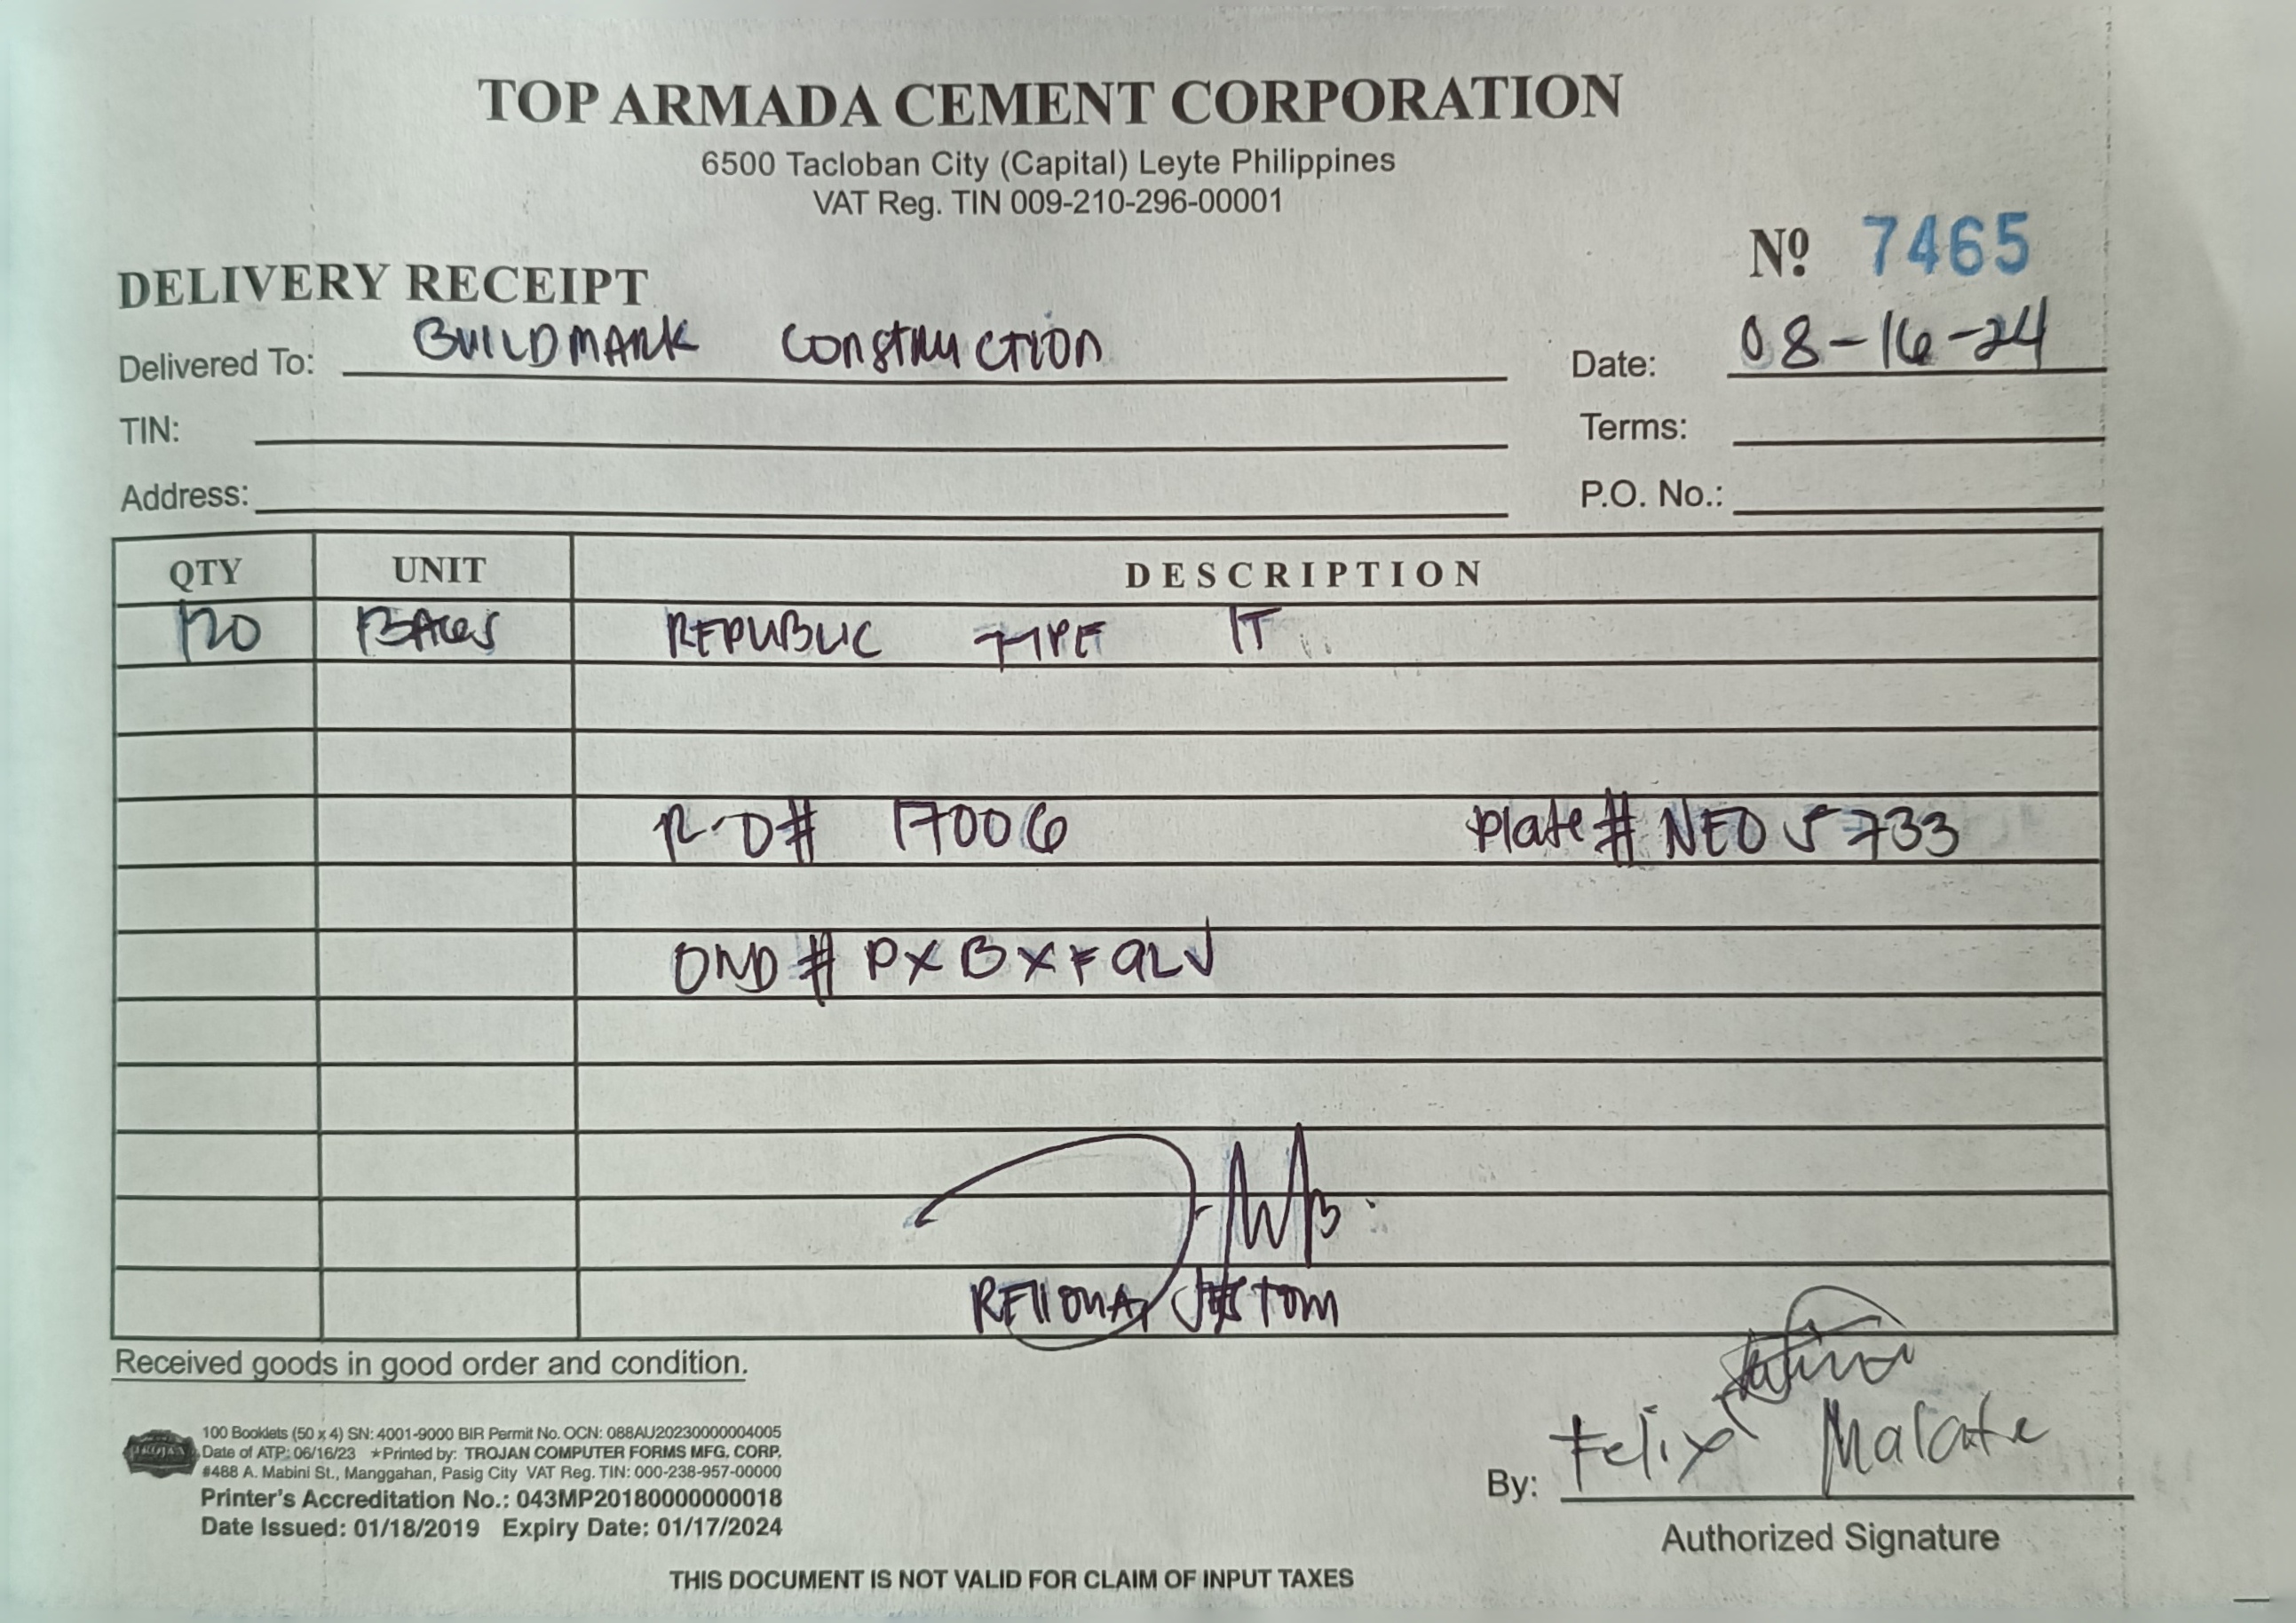 TOP ARMADA CEMENT CORPORATION
6500 Tacloban City (Capital) Leyte Philippines
VAT Reg. TIN 009-210-296-00001
Nº 7465
DELIVERY RECEIPT
Delivered To: BUILDMARK CONSTRUCTION Date: 08-16-24
TIN: Terms:
Address: P.O. No.:
QTY UNIT DESCRIPTION
120 BAGS REPUBLIC TYPE 1T
# 17006 Plate # NEO 5733
# PXBXF9LV
Received goods in good order and condition.
Felix Malate
By:
Authorized Signature
TROJAN
100 Booklets (50 x 4) SN: 4001-9000 BIR Permit No. OCN: 088AU20230000004005
Date of ATP: 06/16/23 ★Printed by: TROJAN COMPUTER FORMS MFG. CORP.
#488 A. Mabini St., Manggahan, Pasig City VAT Reg. TIN: 000-238-957-00000
Printer's Accreditation No.: 043MP20180000000018
Date Issued: 01/18/2019 Expiry Date: 01/17/2024
THIS DOCUMENT IS NOT VALID FOR CLAIM OF INPUT TAXES